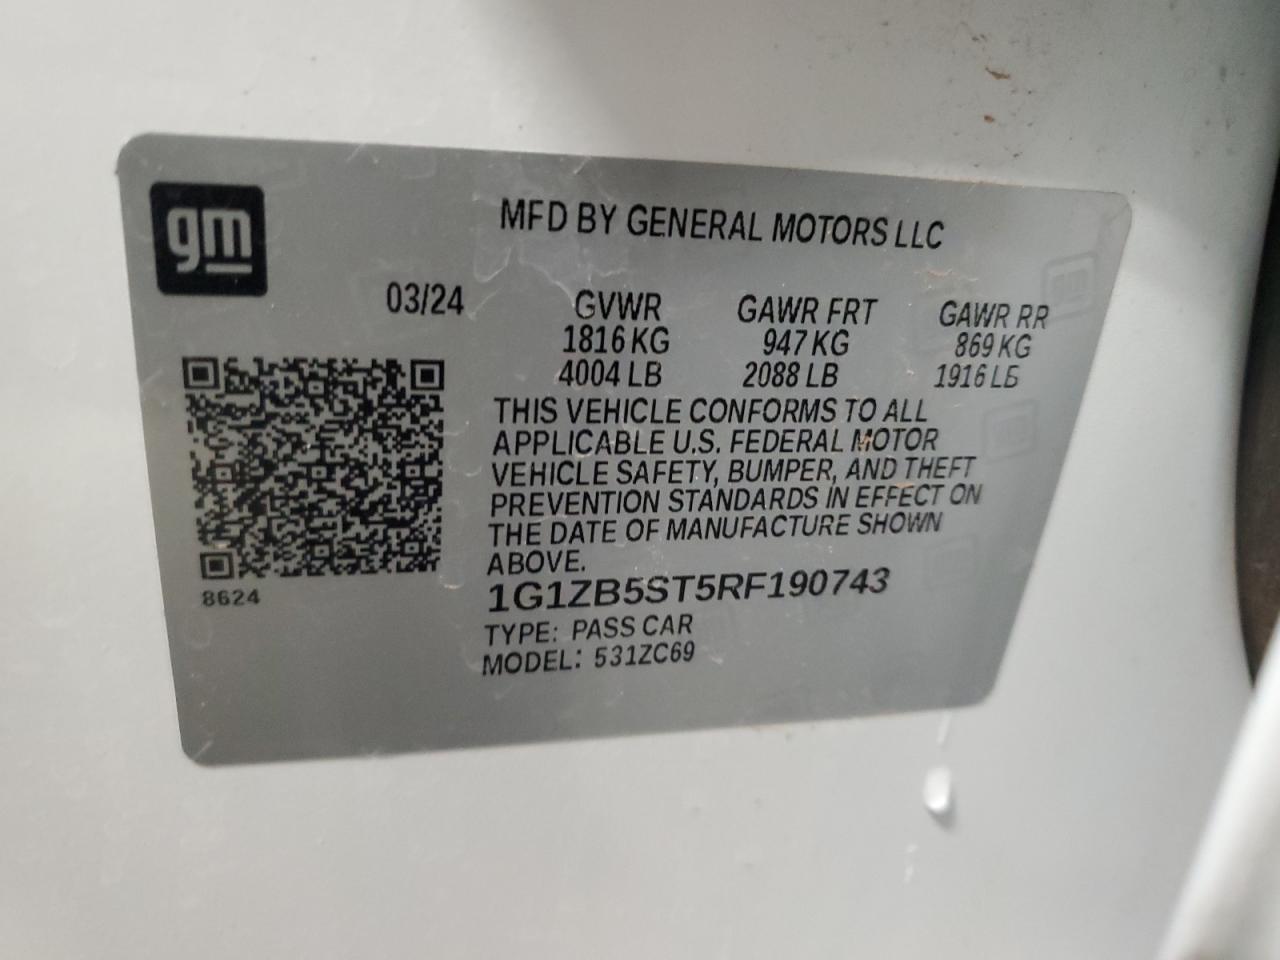 gm
MFD BY GENERAL MOTORS LLC
03/24 GVWR GAWR FRT GAWR RR
1816 KG 947 KG 869 KG
4004 LB 2088 LB 1916 LB
THIS VEHICLE CONFORMS TO ALL
APPLICABLE U.S. FEDERAL MOTOR
VEHICLE SAFETY, BUMPER, AND THEFT
PREVENTION STANDARDS IN EFFECT ON
THE DATE OF MANUFACTURE SHOWN
ABOVE.
8624
1G1ZB5ST5RF190743
TYPE: PASS CAR
MODEL: 531ZC69